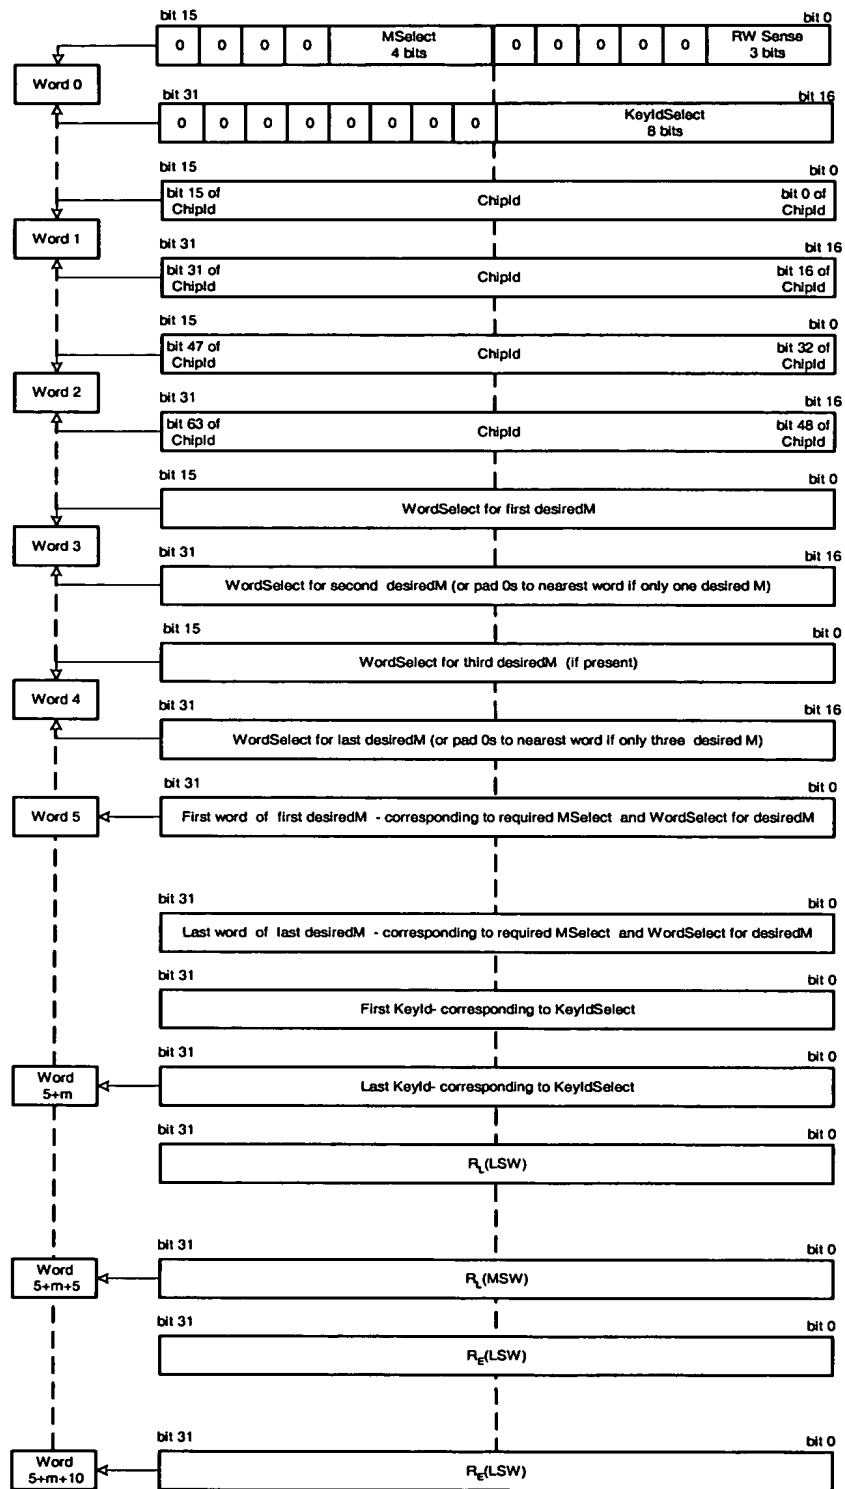 bit 15 bit 0
0 0 0 0 MSelect 4 bits 0 0 0 0 0 RW Sense 3 bits
Word 0
bit 31 bit 16
0 0 0 0 0 0 0 0 KeyIdSelect 8 bits
bit 15 bit 0
bit 15 of ChipId ChipId bit 0 of ChipId
Word 1
bit 31 bit 16
bit 31 of ChipId ChipId bit 16 of ChipId
bit 15 bit 0
bit 47 of ChipId ChipId bit 32 of ChipId
Word 2
bit 31 bit 16
bit 63 of ChipId ChipId bit 48 of ChipId
bit 15 bit 0
WordSelect for first desiredM
Word 3
bit 31 bit 16
WordSelect for second desiredM (or pad 0s to nearest word if only one desired M)
bit 15 bit 0
WordSelect for third desiredM (if present)
Word 4
bit 31 bit 16
WordSelect for last desiredM (or pad 0s to nearest word if only three desired M)
bit 31 bit 0
Word 5 First word of first desiredM - corresponding to required MSelect and WordSelect for desiredM
bit 31 bit 0
Last word of last desiredM - corresponding to required MSelect and WordSelect for desiredM
bit 31 bit 0
First KeyId- corresponding to KeyIdSelect
bit 31 bit 0
Word 5+m Last KeyId- corresponding to KeyIdSelect
bit 31 bit 0
RL(LSW)
bit 31 bit 0
Word 5+m+5 RL(MSW)
bit 31 bit 0
RE(LSW)
bit 31 bit 0
Word 5+m+10 RE(LSW)